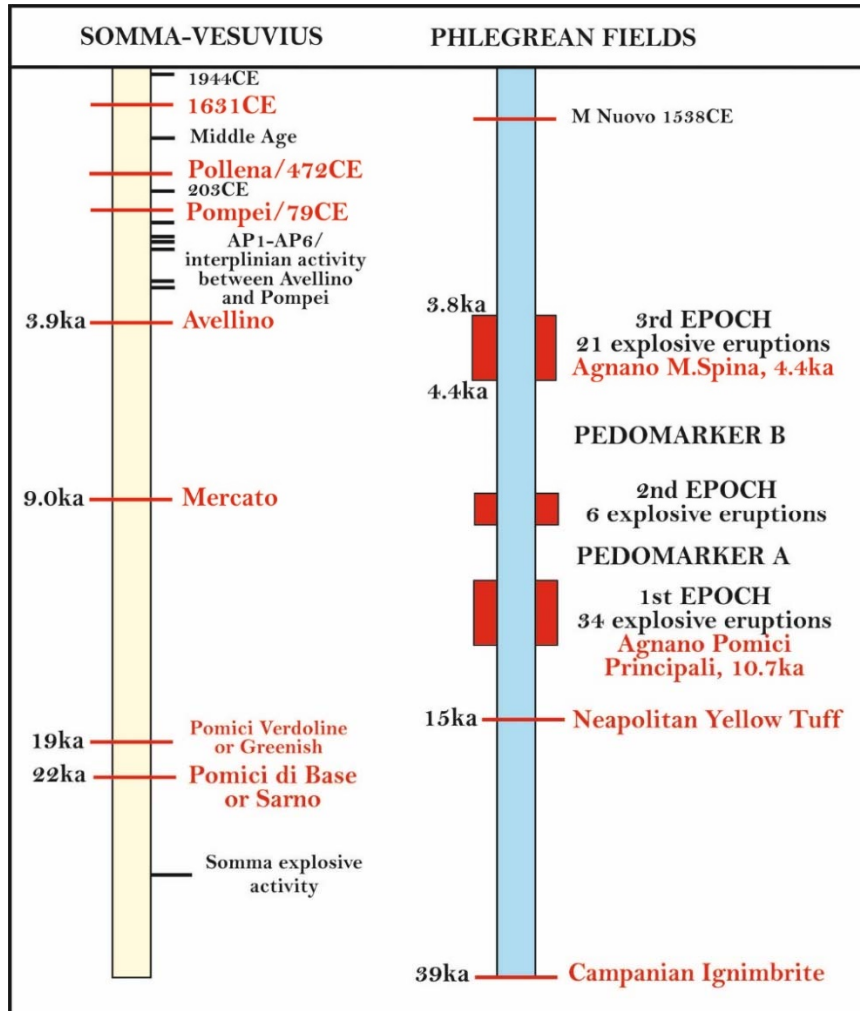 SOMMA-VESUVIUS
1944CE
1631CE
Middle Age
Pollena/472CE
203CE
Pompei/79CE
AP1-AP6/
interplinian activity
between Avellino
and Pompei
3.9ka
Avellino
9.0ka
Mercato
19ka
Pomici Verdoline
or Greenish
22ka
Pomici di Base
or Sarno
Somma explosive
activity
PHLEGREAN FIELDS
M Nuovo 1538CE
3.8ka
3rd EPOCH
21 explosive eruptions
Agnano M.Spina, 4.4ka
4.4ka
PEDOMARKER B
2nd EPOCH
6 explosive eruptions
PEDOMARKER A
1st EPOCH
34 explosive eruptions
Agnano Pomici
Principali, 10.7ka
15ka
Neapolitan Yellow Tuff
39ka
Campanian Ignimbrite